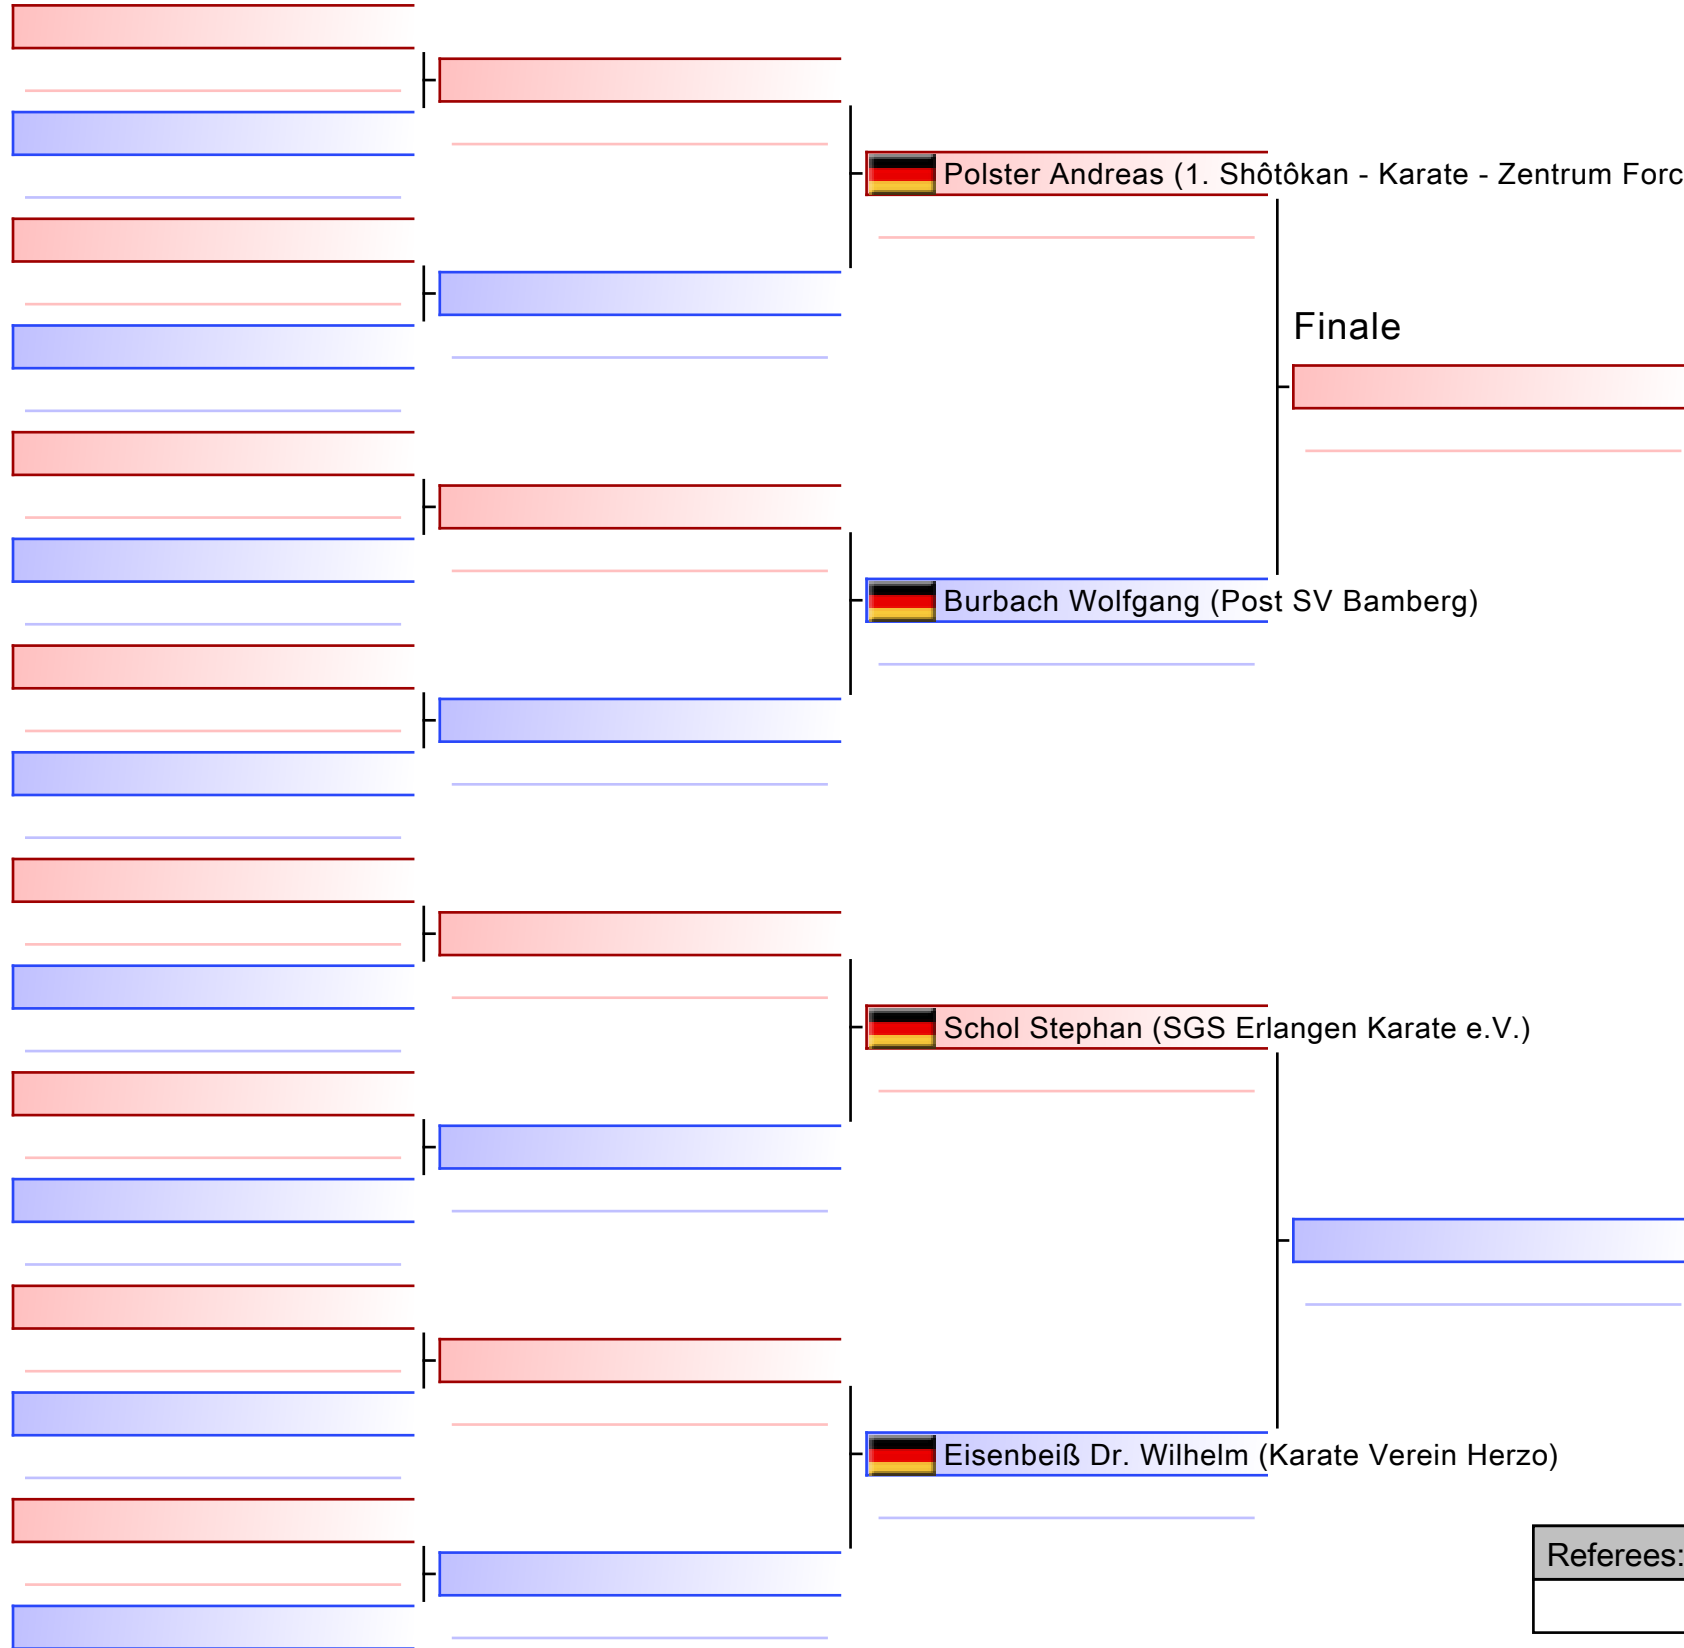 Polster Andreas (1. Shôtôkan - Karate - Zentrum Forc
Finale
Burbach Wolfgang (Post SV Bamberg)
Schol Stephan (SGS Erlangen Karate e.V.)
Eisenbeiß Dr. Wilhelm (Karate Verein Herzo)
Referees: